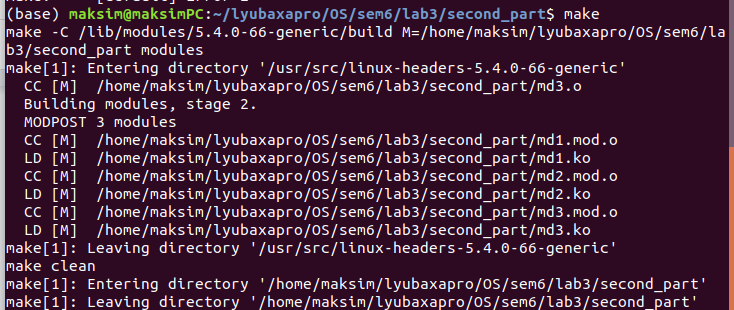 (base) maksim@maksimPC:~/lyubaxapro/OS/sem6/lab3/second_part$ make
make -C /lib/modules/5.4.0-66-generic/build M=/home/maksim/lyubaxapro/OS/sem6/la
b3/second_part modules
make[1]: Entering directory '/usr/src/linux-headers-5.4.0-66-generic'
  CC [M]  /home/maksim/lyubaxapro/OS/sem6/lab3/second_part/md3.o
  Building modules, stage 2.
  MODPOST 3 modules
  CC [M]  /home/maksim/lyubaxapro/OS/sem6/lab3/second_part/md1.mod.o
  LD [M]  /home/maksim/lyubaxapro/OS/sem6/lab3/second_part/md1.ko
  CC [M]  /home/maksim/lyubaxapro/OS/sem6/lab3/second_part/md2.mod.o
  LD [M]  /home/maksim/lyubaxapro/OS/sem6/lab3/second_part/md2.ko
  CC [M]  /home/maksim/lyubaxapro/OS/sem6/lab3/second_part/md3.mod.o
  LD [M]  /home/maksim/lyubaxapro/OS/sem6/lab3/second_part/md3.ko
make[1]: Leaving directory '/usr/src/linux-headers-5.4.0-66-generic'
make clean
make[1]: Entering directory '/home/maksim/lyubaxapro/OS/sem6/lab3/second_part'
make[1]: Leaving directory '/home/maksim/lyubaxapro/OS/sem6/lab3/second_part'